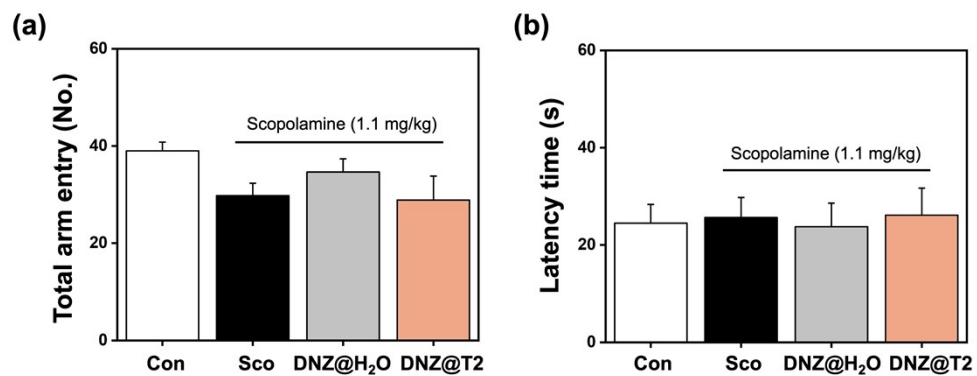 (a)
Total arm entry (No.)
60
40
20
0
Scopolamine (1.1 mg/kg)
Con Sco DNZ@H₂O DNZ@T2
(b)
Latency time (s)
60
40
20
0
Scopolamine (1.1 mg/kg)
Con Sco DNZ@H₂O DNZ@T2